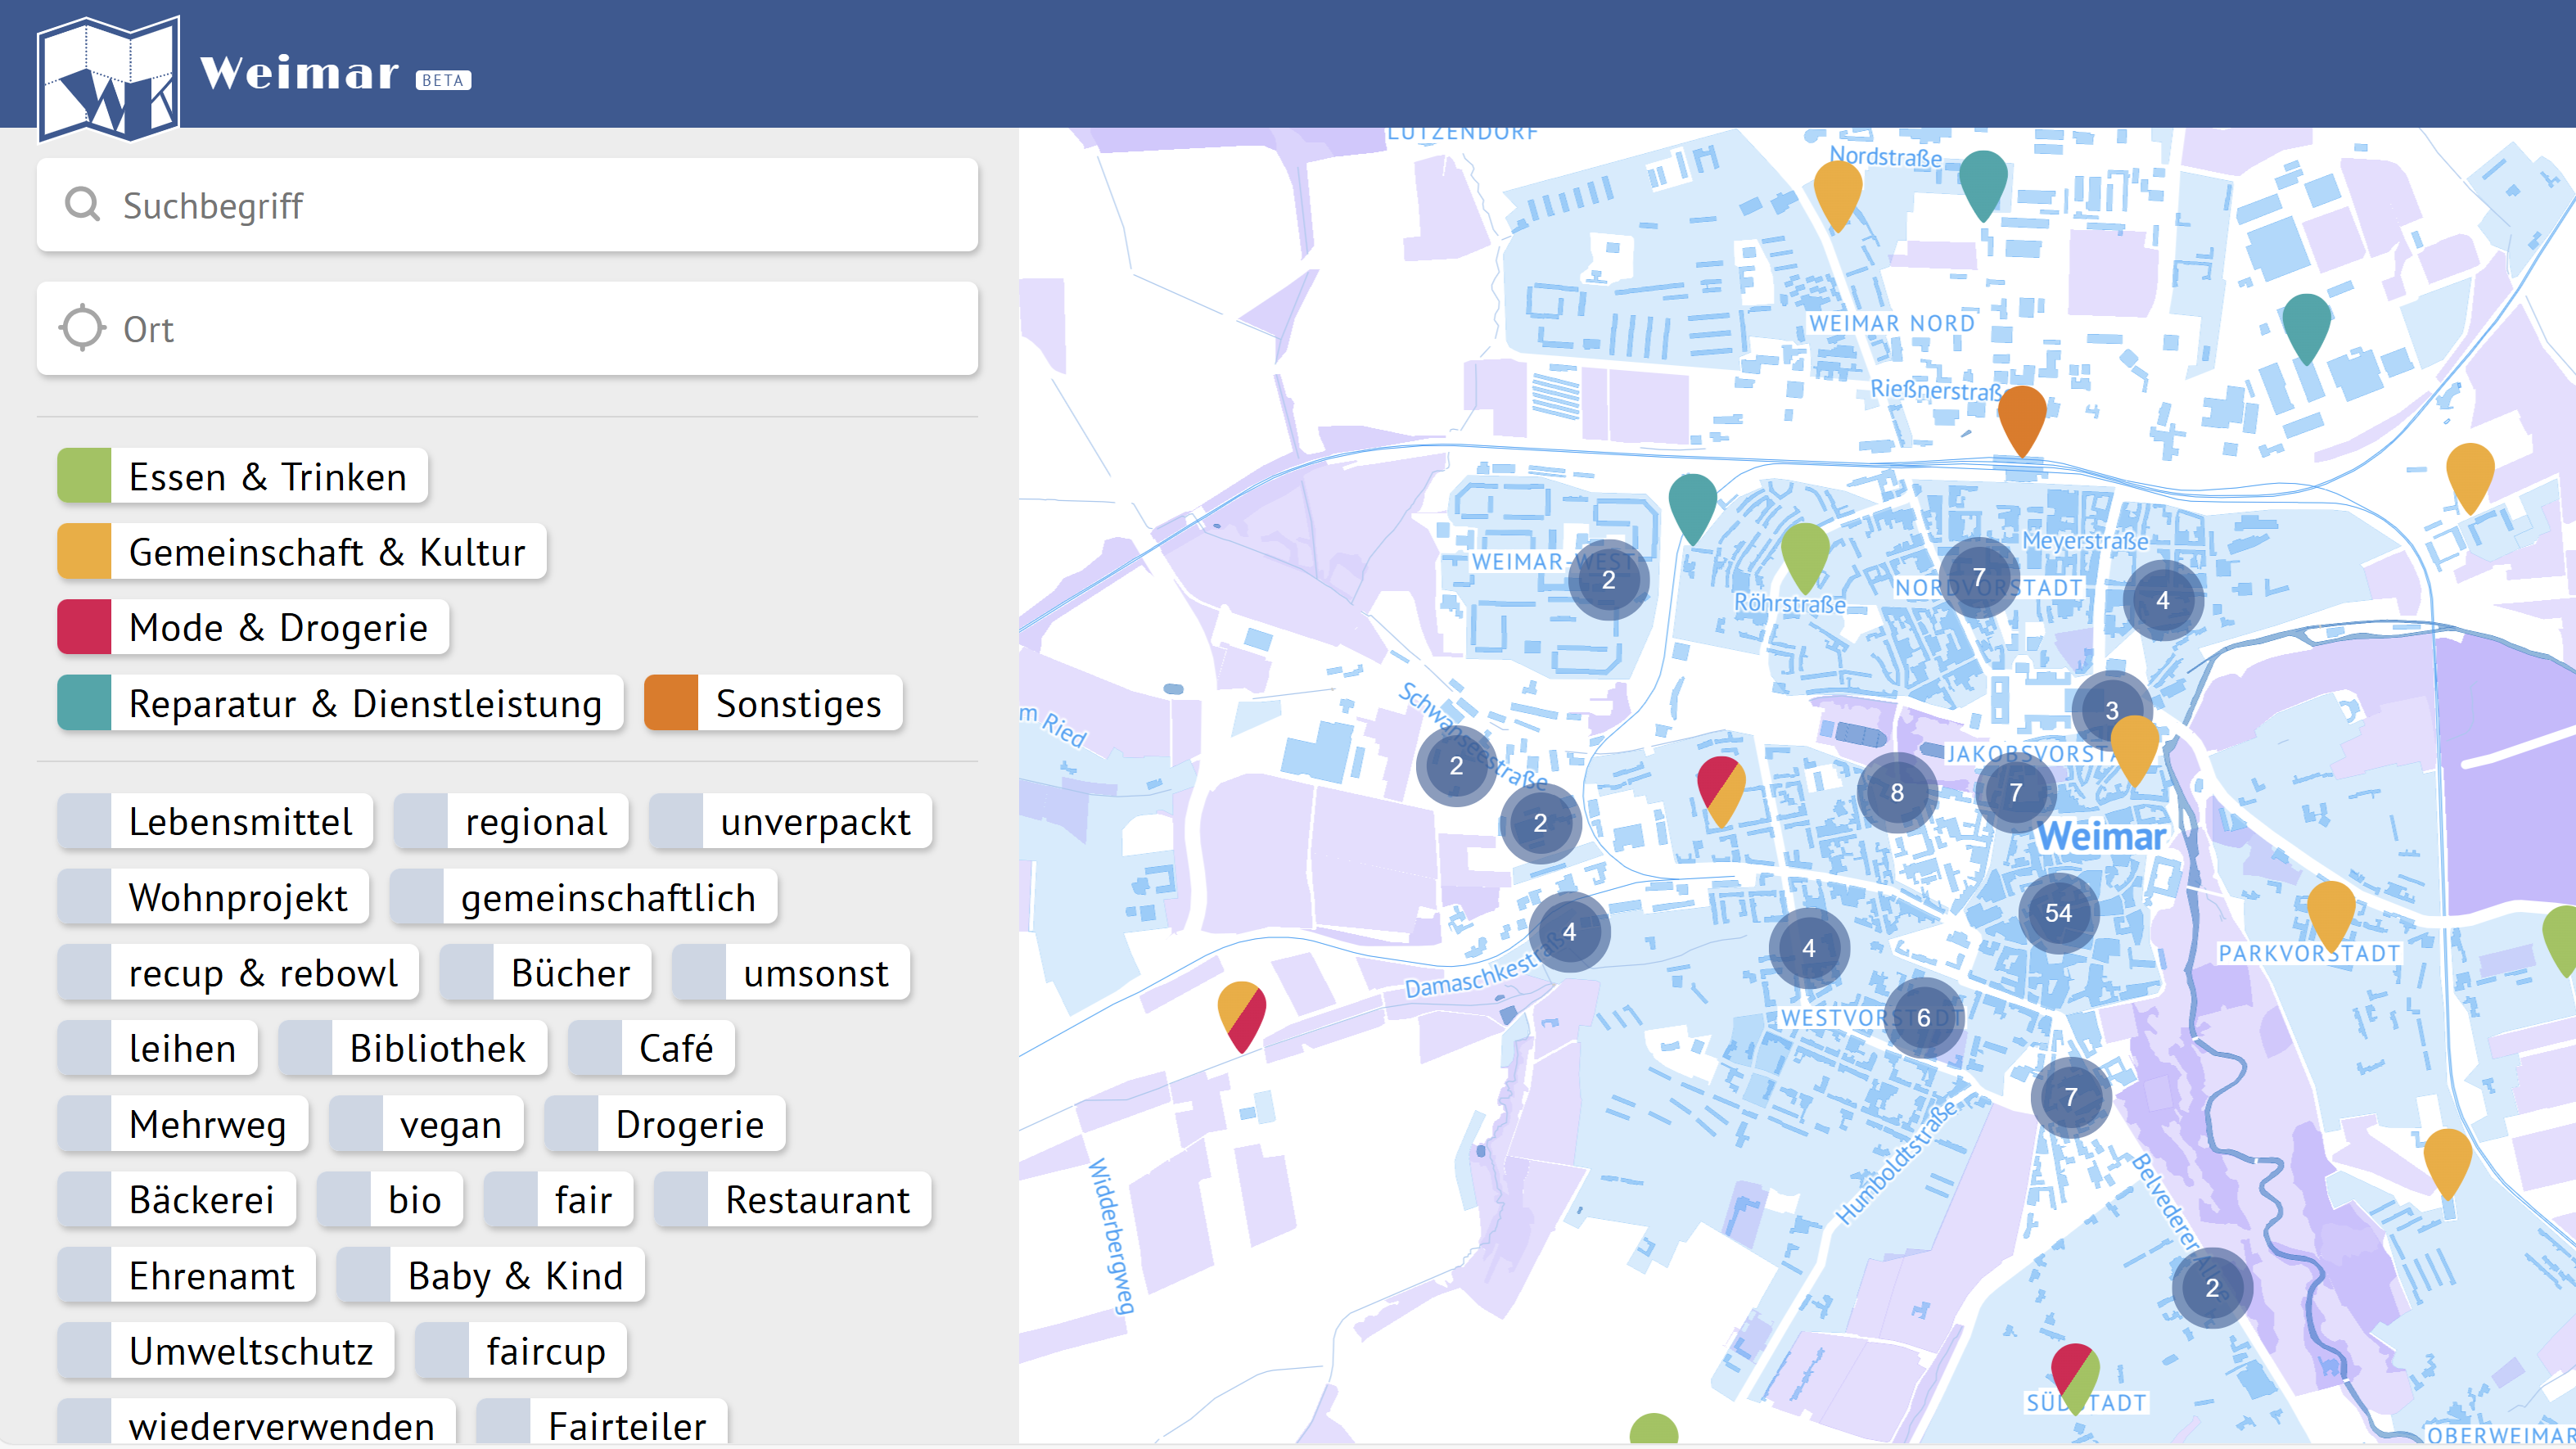 Weimar BETA
Suchbegriff
Ort
Essen & Trinken
Gemeinschaft & Kultur
Mode & Drogerie
Reparatur & Dienstleistung
Sonstiges
Lebensmittel
regional
unverpackt
Wohnprojekt
gemeinschaftlich
recup & rebowl
Bücher
umsonst
leihen
Bibliothek
Café
Mehrweg
vegan
Drogerie
Bäckerei
bio
fair
Restaurant
Ehrenamt
Baby & Kind
Umweltschutz
faircup
wiederverwenden
Fairteiler
LÜTZENDORF
Nordstraße
WEIMAR NORD
Rießnerstraß
Meyerstraße
WEIMAR-WEST
2
7
NORDVORSTADT
4
Röhrstraße
3
m Ried
Schwanseestraße
JAKOBSVORSTA
2
8
7
2
Weimar
54
4
4
PARKVORSTADT
Damaschkestraß
WESTVORSTADT
6
7
Humboldtstraße
Widderbergweg
Belvederer
2
SÜDSTADT
OBERWEIMAR